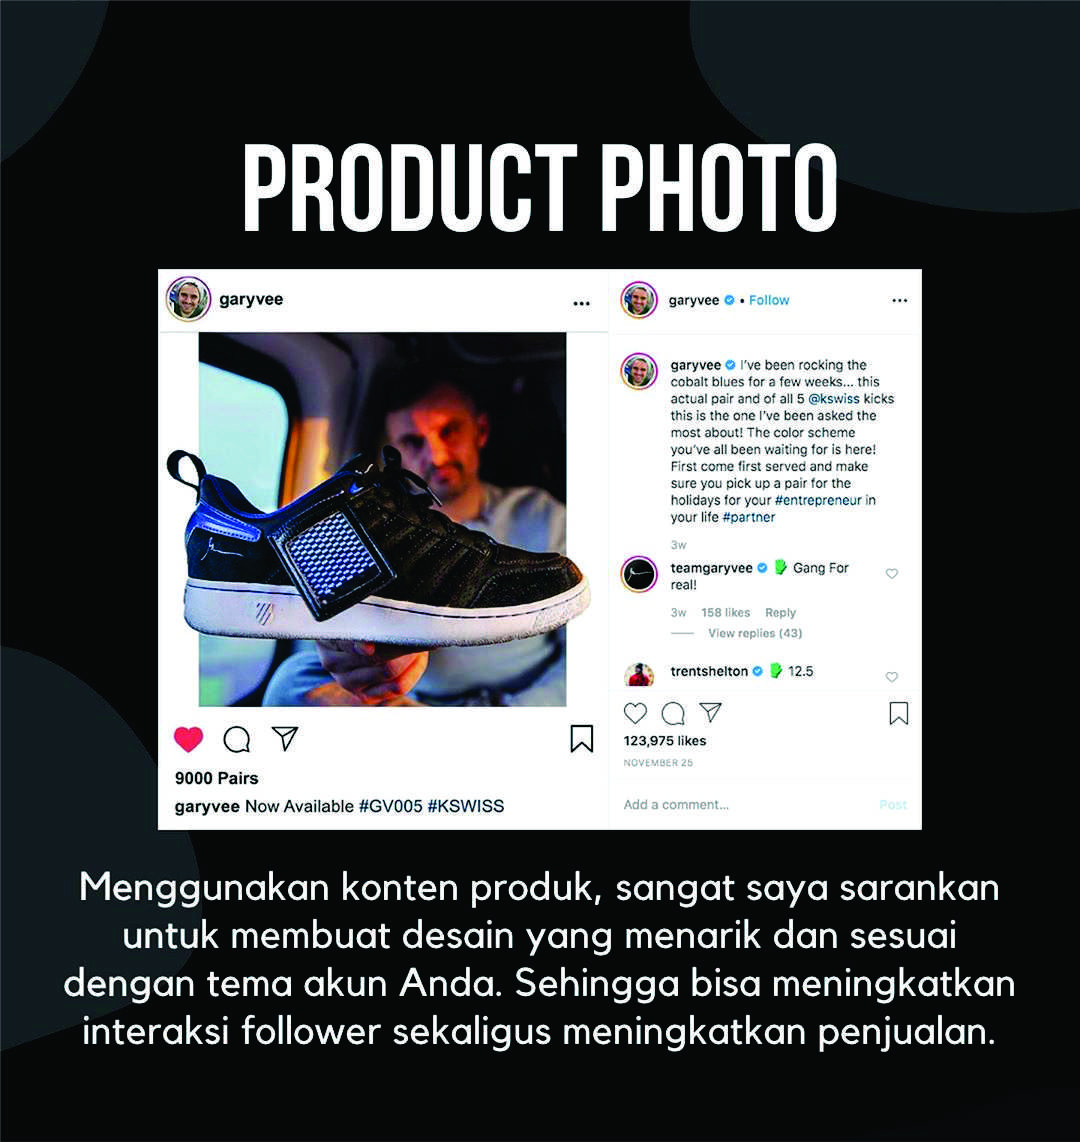 PRODUCT PHOTO
garyvee
...
9000 Pairs
garyvee Now Available #GV005 #KSWISS
garyvee • Follow
...
garyvee I've been rocking the
cobalt blues for a few weeks... this
actual pair and of all 5 @kswiss kicks
this is the one I've been asked the
most about! The color scheme
you've all been waiting for is here!
First come first served and make
sure you pick up a pair for the
holidays for your #entrepreneur in
your life #partner
3w
teamgaryvee Gang For
real!
3w 158 likes Reply
View replies (43)
trentshelton 12.5
123,975 likes
NOVEMBER 25
Add a comment... Post
Menggunakan konten produk, sangat saya sarankan
untuk membuat desain yang menarik dan sesuai
dengan tema akun Anda. Sehingga bisa meningkatkan
interaksi follower sekaligus meningkatkan penjualan.